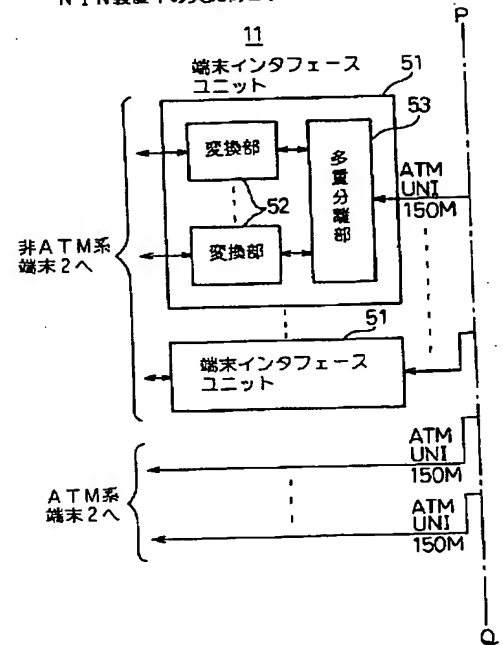 P
11
端末インタフェース
ユニット
51
53
変換部
52
変換部
多重分離部
ATM
UNI
150M
非ATM系
端末2へ
51
端末インタフェース
ユニット
ATM
UNI
150M
ATM系
端末2へ
ATM
UNI
150M
Q